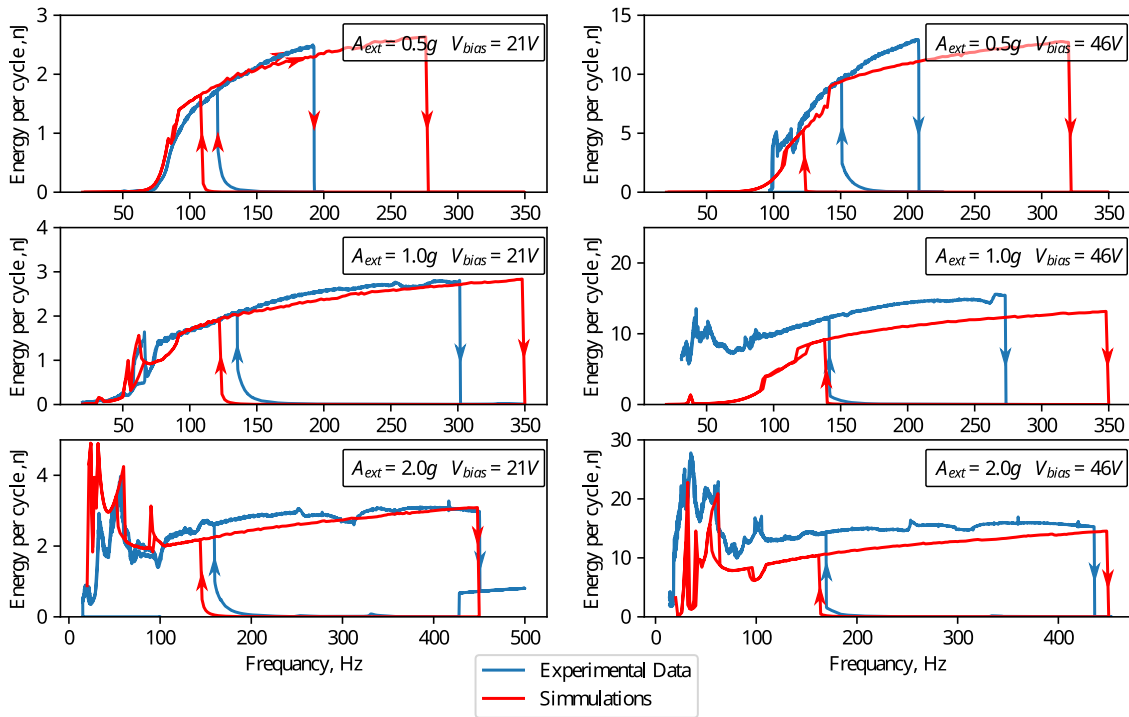 A_ext = 0.5g V_bias = 21V
Energy per cycle, nJ
3
2
1
0
50 100 150 200 250 300 350
A_ext = 0.5g V_bias = 46V
Energy per cycle, nJ
15
10
5
0
50 100 150 200 250 300 350
A_ext = 1.0g V_bias = 21V
Energy per cycle, nJ
4
3
2
1
0
50 100 150 200 250 300 350
A_ext = 1.0g V_bias = 46V
Energy per cycle, nJ
20
10
0
50 100 150 200 250 300 350
A_ext = 2.0g V_bias = 21V
Energy per cycle, nJ
4
2
0
0 100 200 300 400 500
Frequancy, Hz
A_ext = 2.0g V_bias = 46V
Energy per cycle, nJ
30
20
10
0
0 100 200 300 400
Frequancy, Hz
Experimental Data
Simmulations